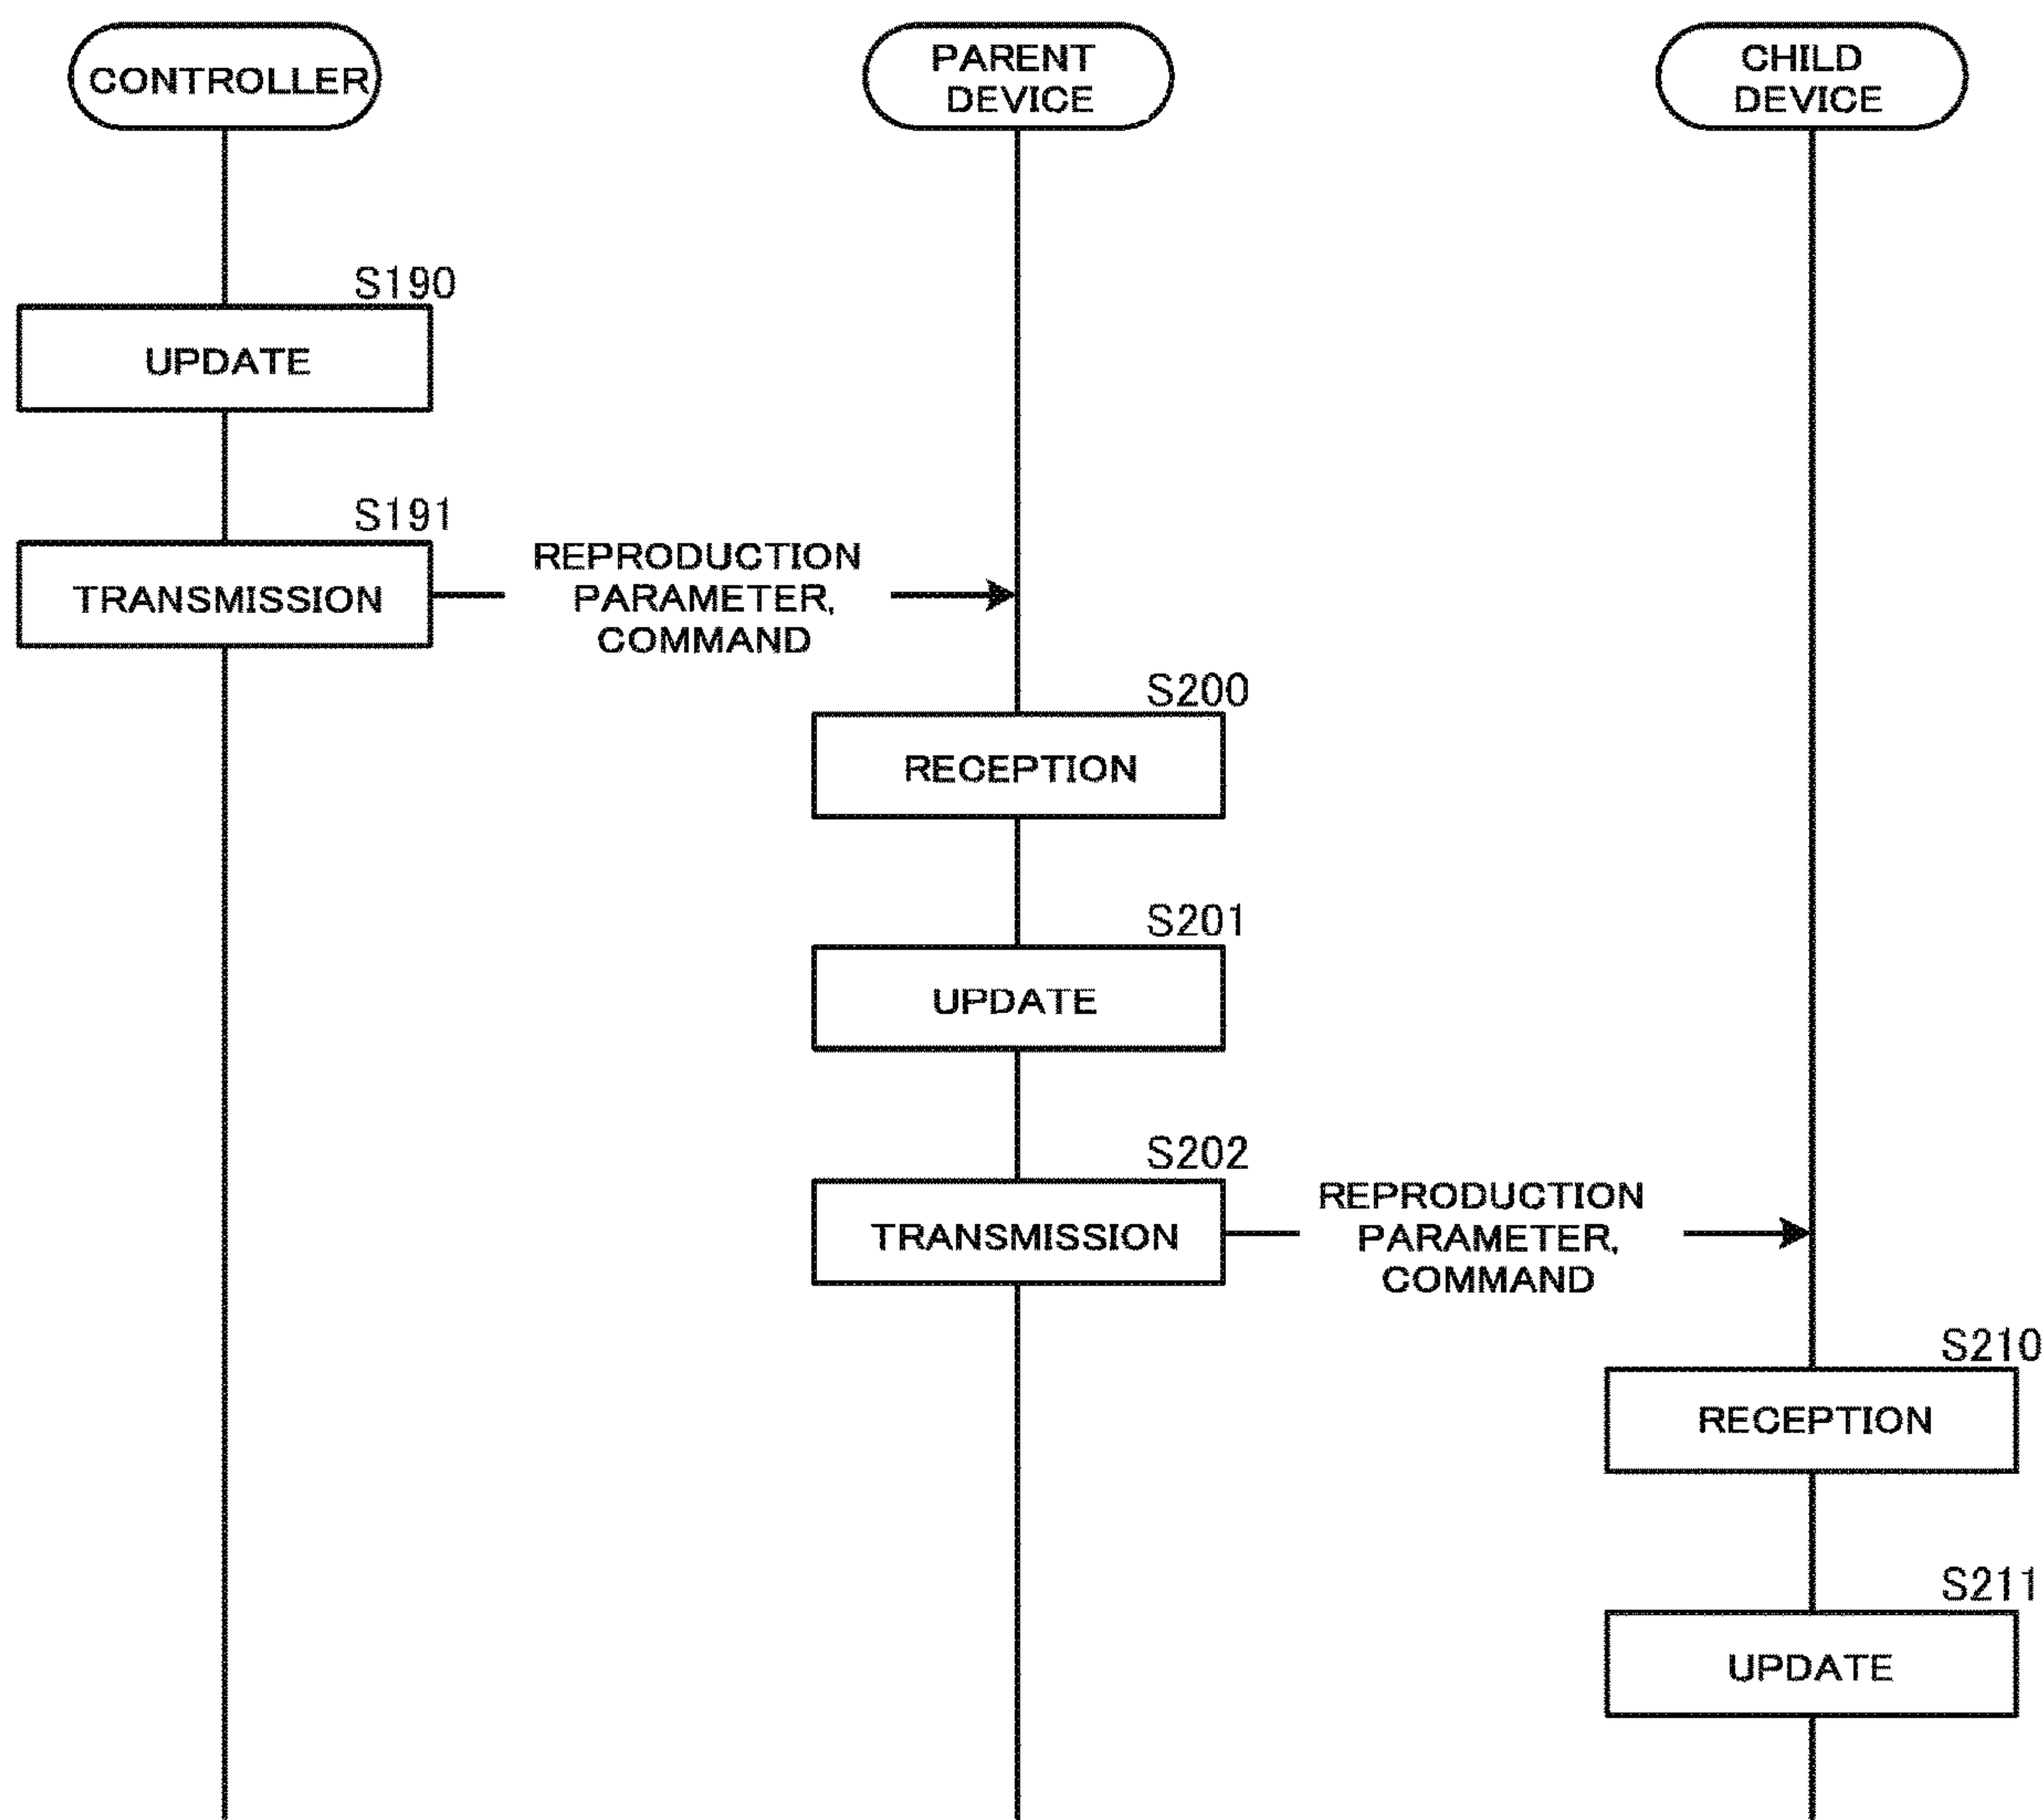 CONTROLLER
PARENT
DEVICE
CHILD
DEVICE
S190
UPDATE
S191
TRANSMISSION
REPRODUCTION
PARAMETER,
COMMAND
S200
RECEPTION
S201
UPDATE
S202
TRANSMISSION
REPRODUCTION
PARAMETER,
COMMAND
S210
RECEPTION
S211
UPDATE